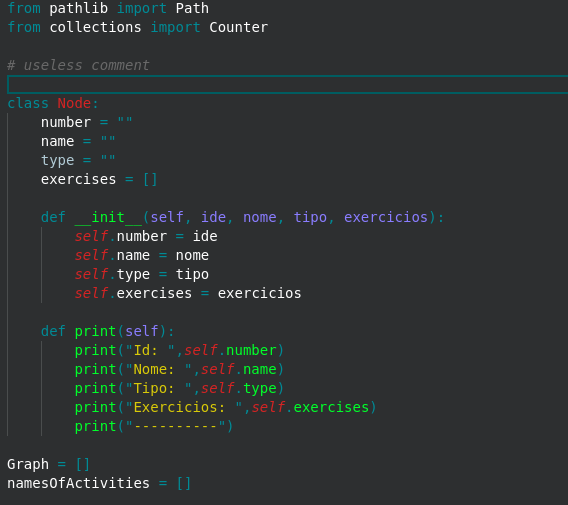 from pathlib import Path
from collections import Counter

# useless comment

class Node:
    number = ""
    name = ""
    type = ""
    exercises = []

    def __init__(self, ide, nome, tipo, exercicios):
        self.number = ide
        self.name = nome
        self.type = tipo
        self.exercises = exercicios

    def print(self):
        print("Id: ",self.number)
        print("Nome: ",self.name)
        print("Tipo: ",self.type)
        print("Exercicios: ",self.exercises)
        print("----------")

Graph = []
namesOfActivities = []